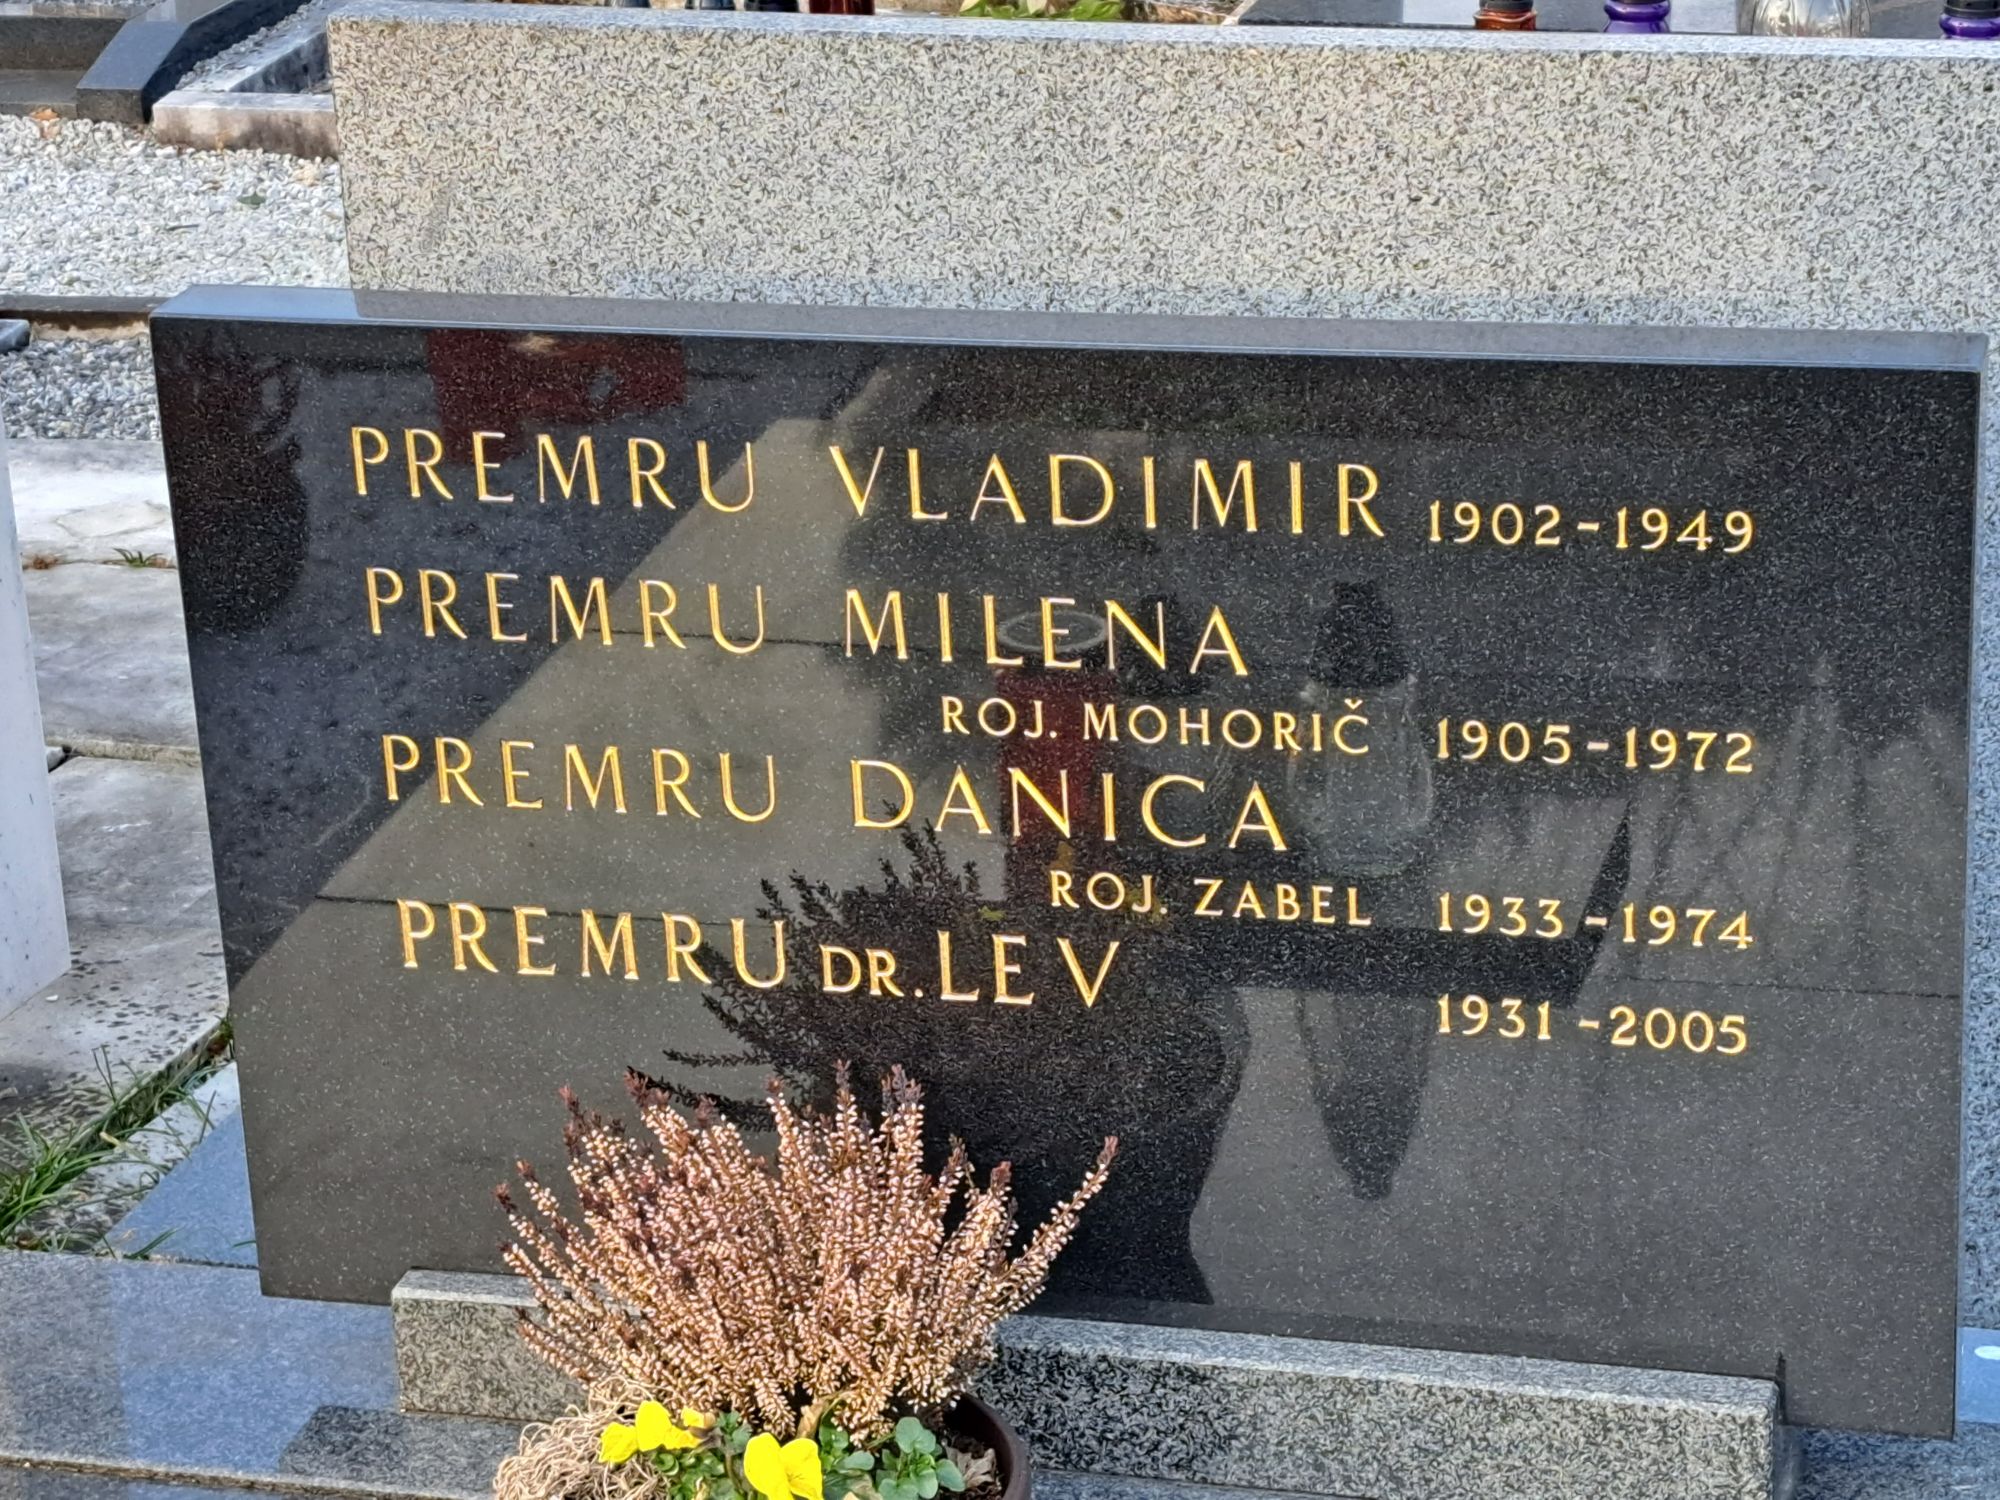 PREMRU VLADIMIR 1902-1949
PREMRU MILENA
ROJ. MOHORIČ 1905-1972
PREMRU DANICA
ROJ. ZABEL 1933-1974
PREMRU DR. LEV 1931-2005